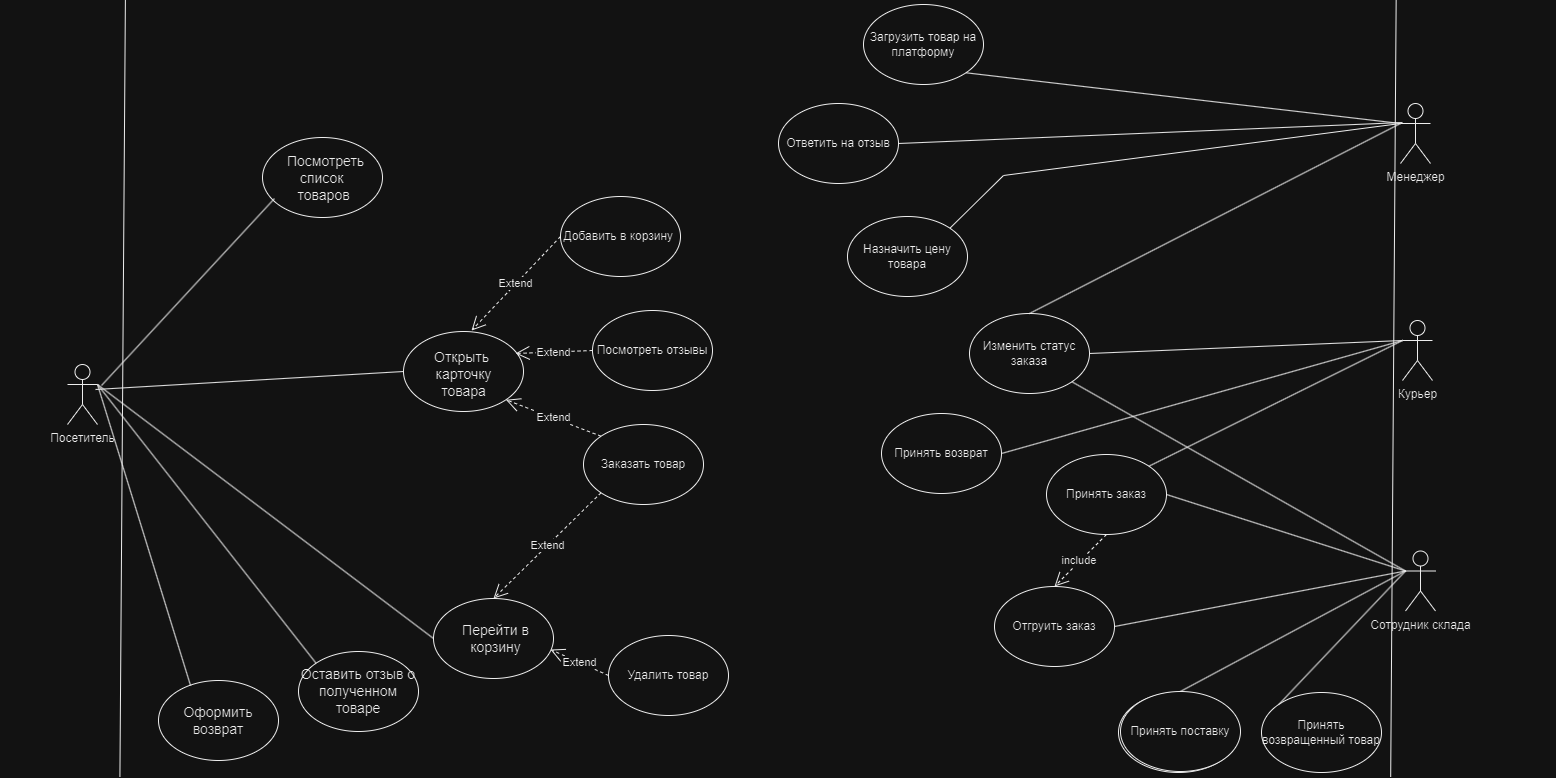 Загрузить товар на
платформу
Ответить на отзыв
Менеджер
Посмотреть
список
товаров
Добавить в корзину
Назначить цену
товара
Extend
Открыть
карточку
товара
Extend
Посмотреть отзывы
Изменить статус
заказа
Курьер
Посетитель
Extend
Заказать товар
Принять возврат
Принять заказ
Extend
include
Перейти в
корзину
Отгруить заказ
Сотрудник склада
Extend
Удалить товар
Оставить отзыв о
полученном
товаре
Оформить
возврат
Принять поставку
Принять
возвращенный товар